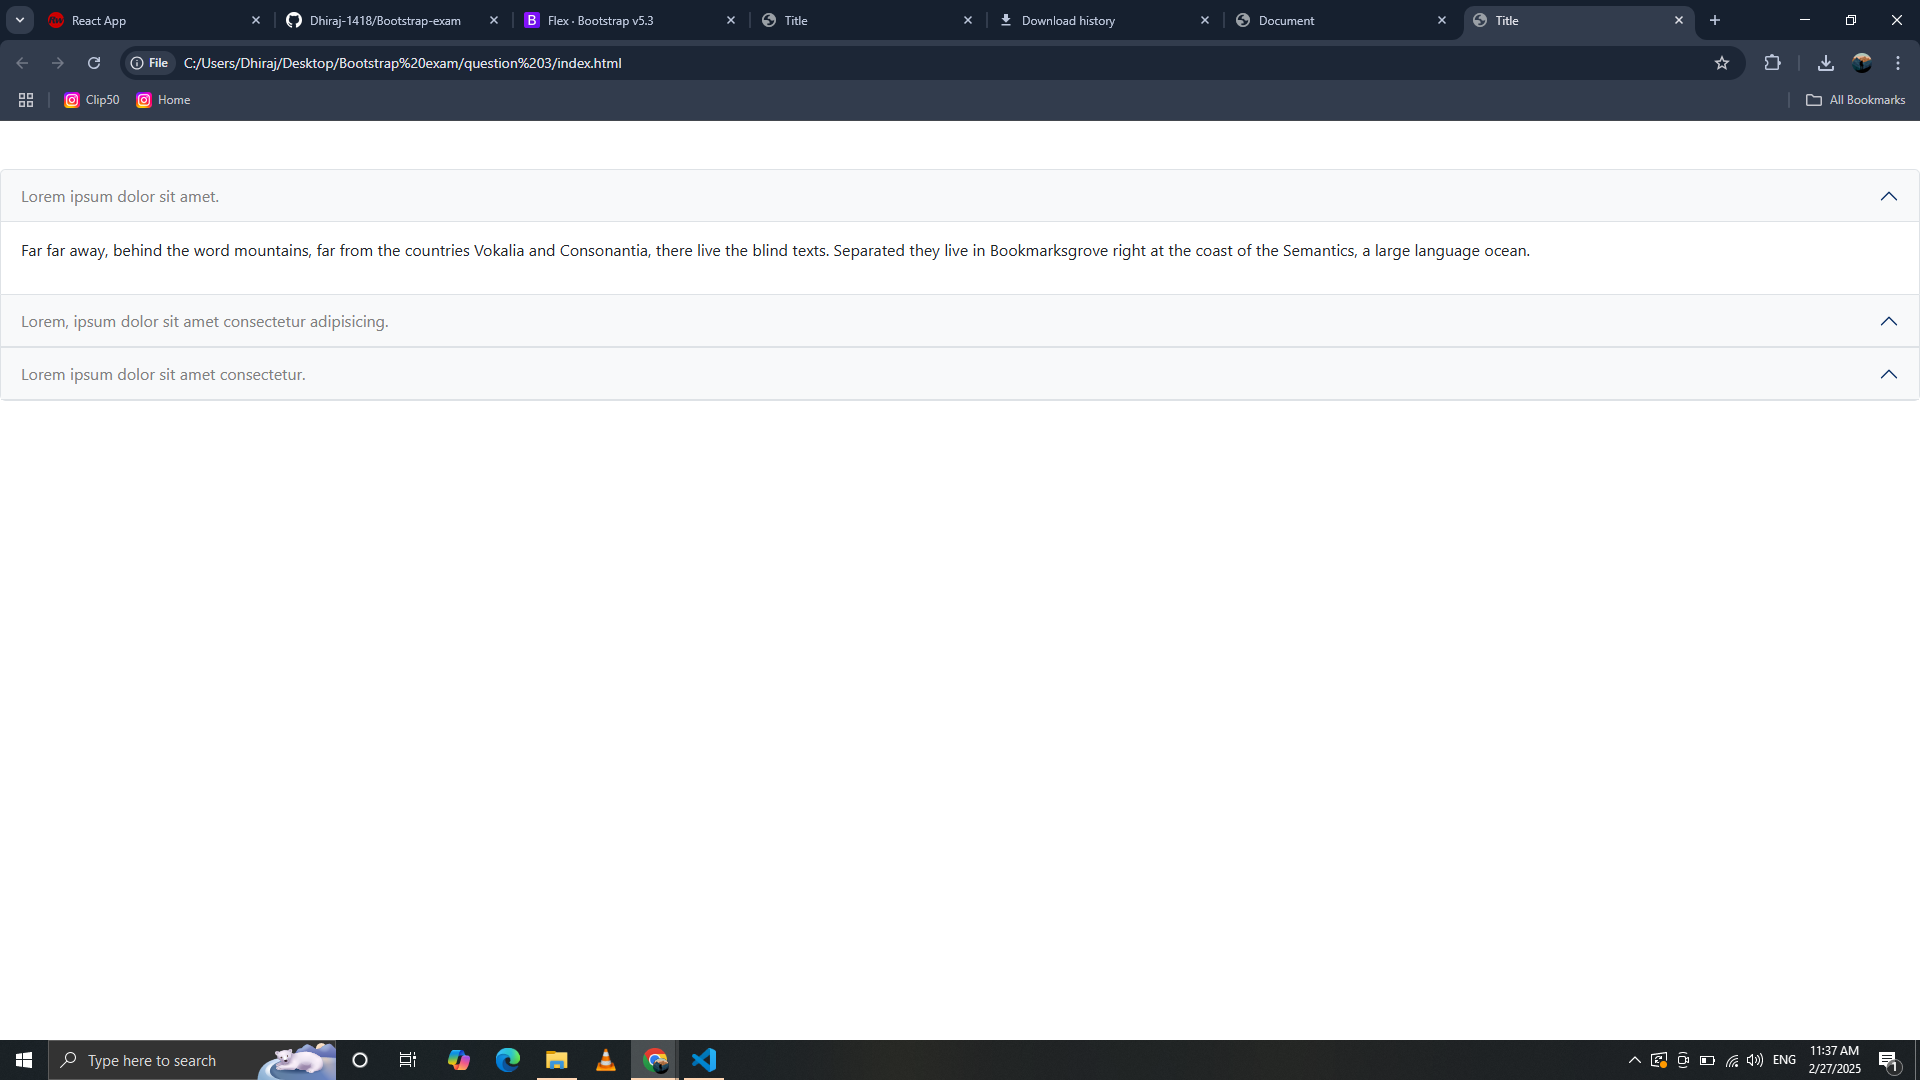 React App
Dhiraj-1418/Bootstrap-exam
Flex · Bootstrap v5.3
Title
Download history
Document
Title
File
C:/Users/Dhiraj/Desktop/Bootstrap%20exam/question%203/index.html
Clip50
Home
All Bookmarks
Lorem ipsum dolor sit amet.
Far far away, behind the word mountains, far from the countries Vokalia and Consonantia, there live the blind texts. Separated they live in Bookmarksgrove right at the coast of the Semantics, a large language ocean.
Lorem, ipsum dolor sit amet consectetur adipisicing.
Lorem ipsum dolor sit amet consectetur.
Type here to search
ENG
11:37 AM
2/27/2025
1